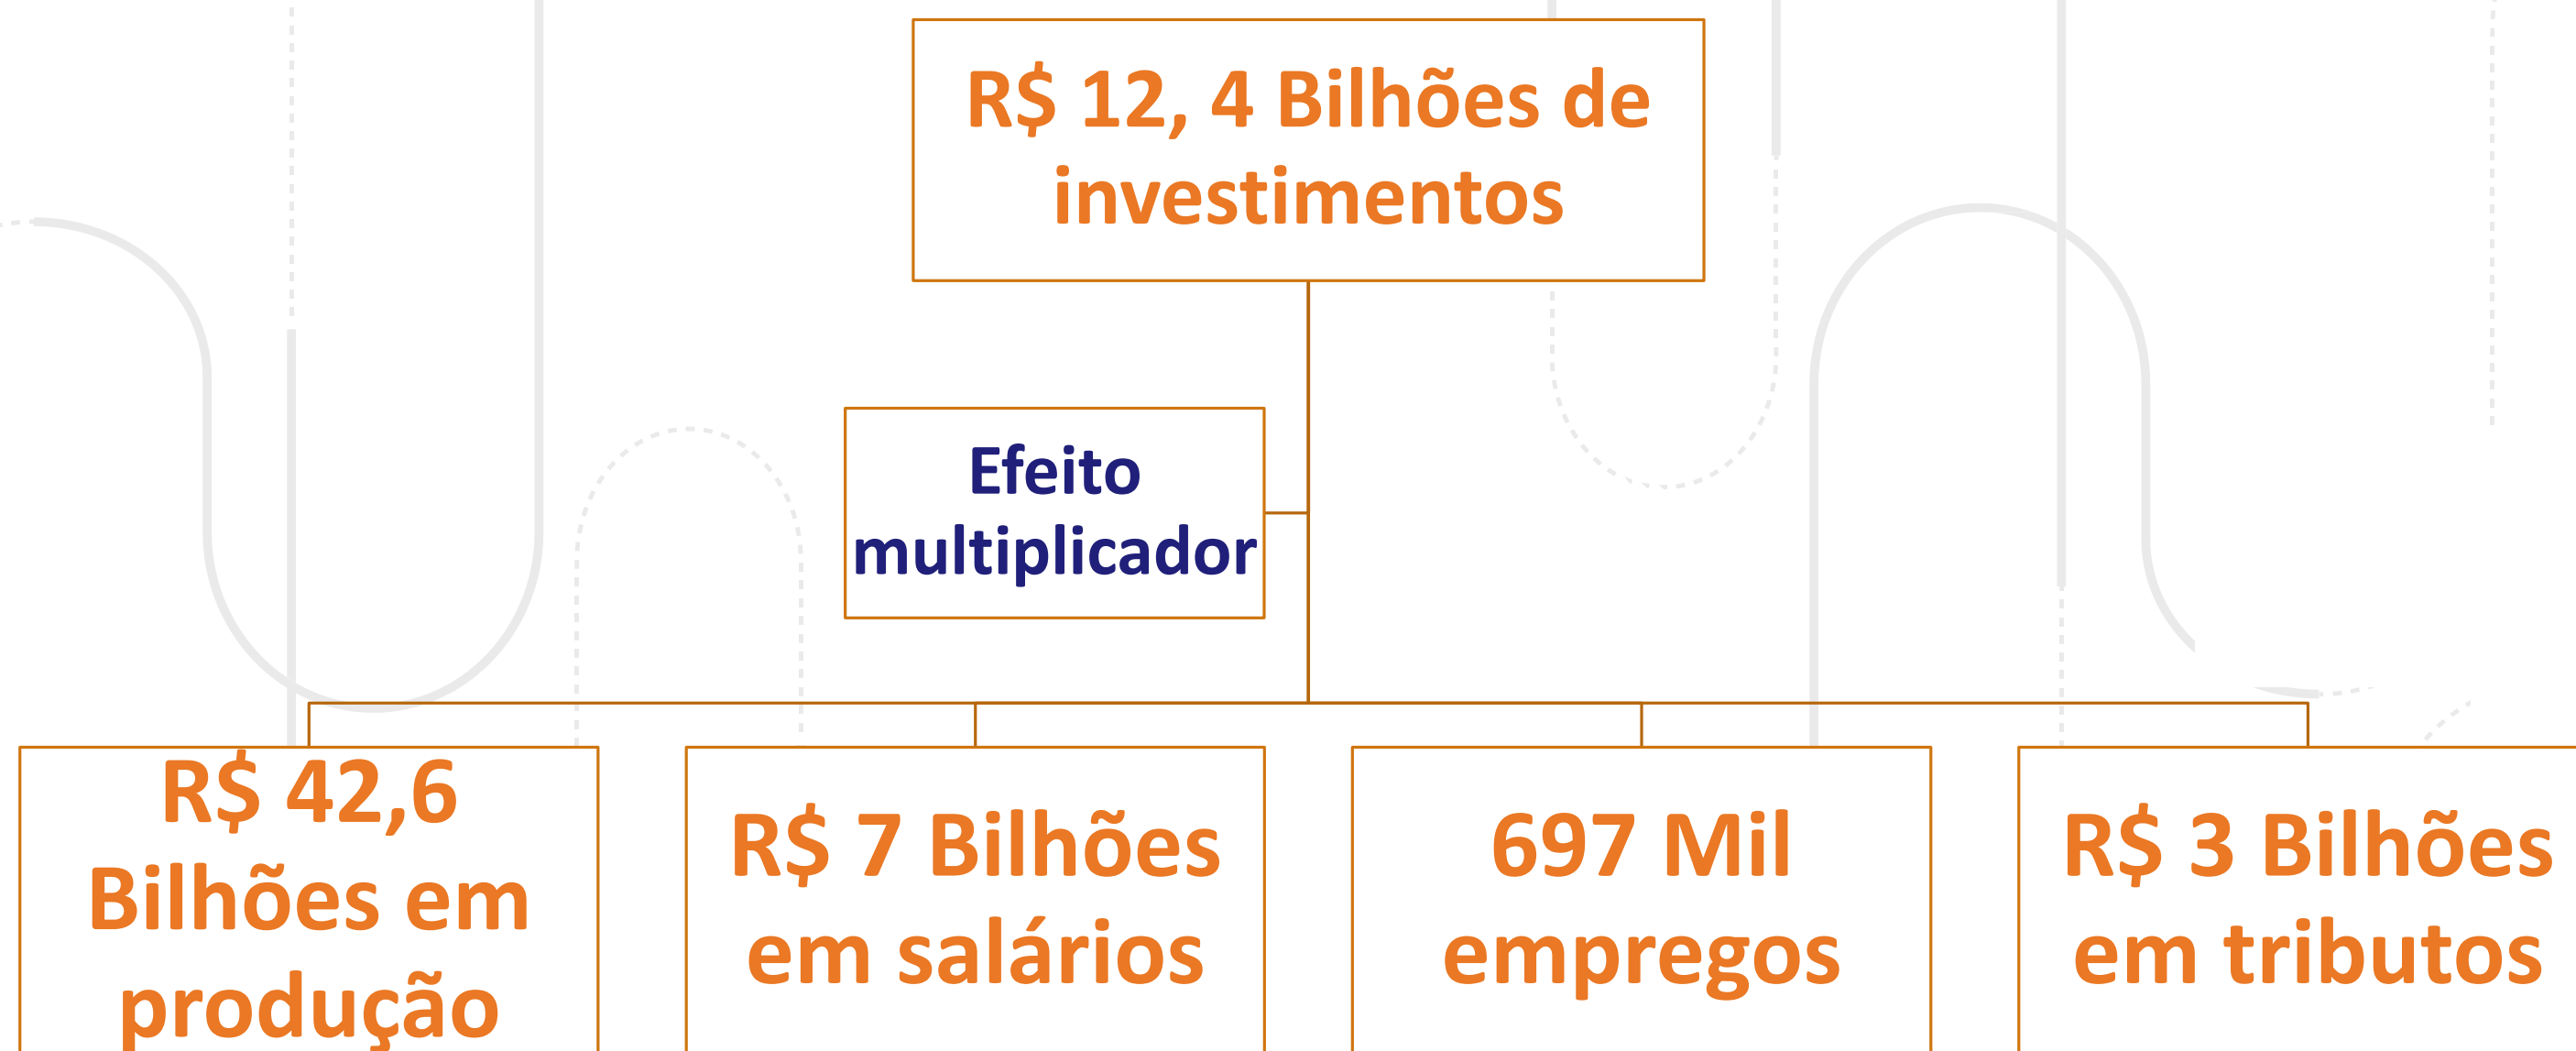 R$ 12, 4 Bilhões de
investimentos
Efeito
multiplicador
R$ 42,6
Bilhões em
produção
R$ 7 Bilhões
em salários
697 Mil
empregos
R$ 3 Bilhões
em tributos